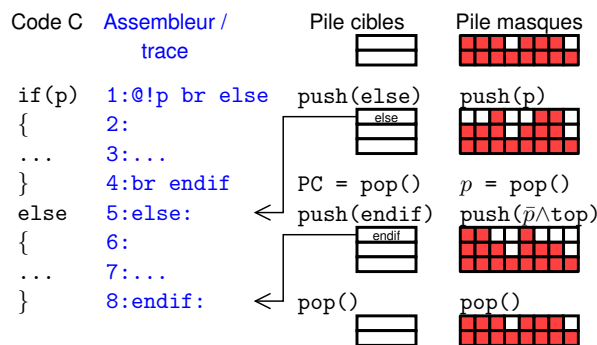 Code C Assembleur / Pile cibles Pile masques
trace
if(p) 1:@!p br else push(else) push(p)
{ 2: else
... 3:...
} 4:br endif PC = pop() p = pop()
else 5:else: push(endif) push(p̄∧top)
{ 6: endif
... 7:...
} 8:endif: pop() pop()